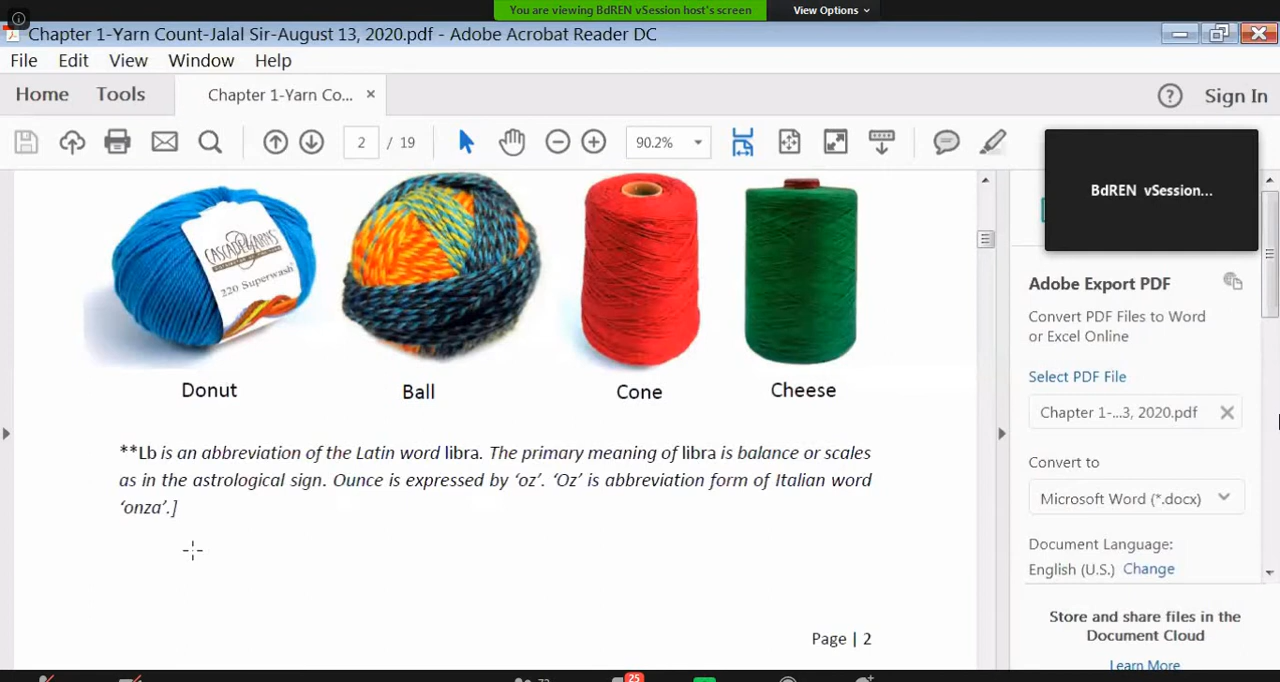 You are viewing BdREN vSession host's screen
View Options
Chapter 1-Yarn Count-Jalal Sir-August 13, 2020.pdf - Adobe Acrobat Reader DC
File Edit View Window Help
Home Tools Chapter 1-Yarn Co... × Sign In
2 / 19 90.2%
BdREN vSession...
CASCADE YARNS
220 Superwash
Donut Ball Cone Cheese
**Lb is an abbreviation of the Latin word libra. The primary meaning of libra is balance or scales
as in the astrological sign. Ounce is expressed by ‘oz’. ‘Oz’ is abbreviation form of Italian word
‘onza’.]
Page | 2
Adobe Export PDF
Convert PDF Files to Word
or Excel Online
Select PDF File
Chapter 1-...3, 2020.pdf
Convert to
Microsoft Word (*.docx)
Document Language:
English (U.S.) Change
Store and share files in the
Document Cloud
Learn More
25